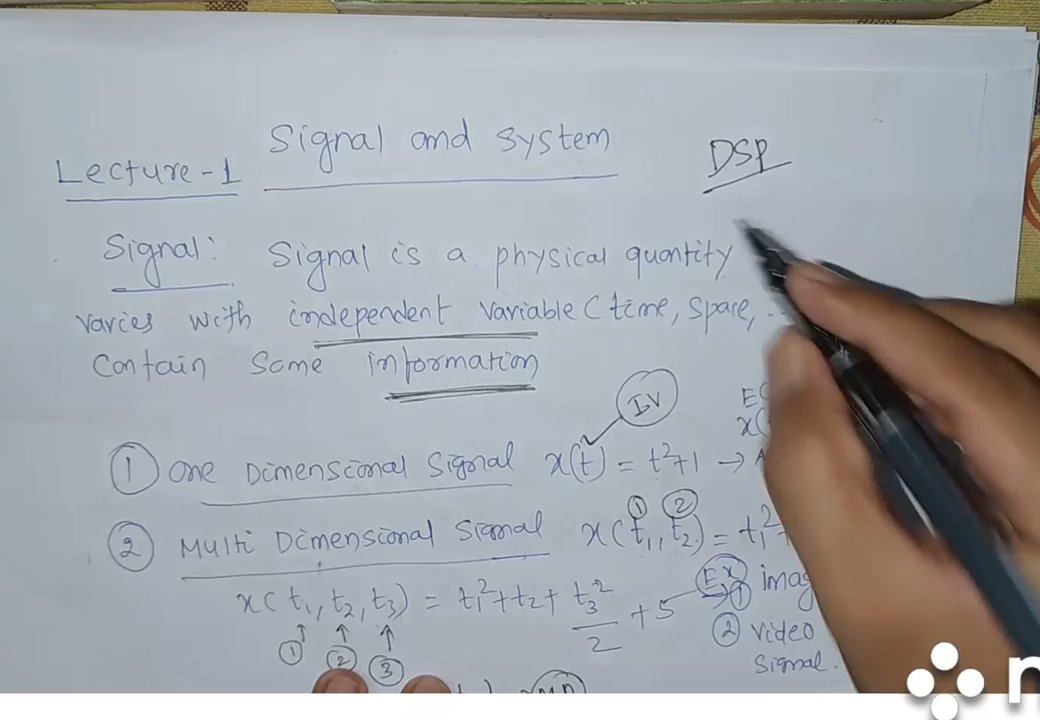 Signal and System
DSP
Lecture-1
Signal: Signal is a physical quantity
varies with independent variable (time, space,
contain some information
IV
① One Dimensional Signal x(t) = t²+1 →
② Multi Dimensional Signal x(t₁, t₂) = t₁²
① ②
x(t₁, t₂, t₃) = t₁²+t₂+ t₃²/2 +5
Ex ①
② video
signal.
① ② ③